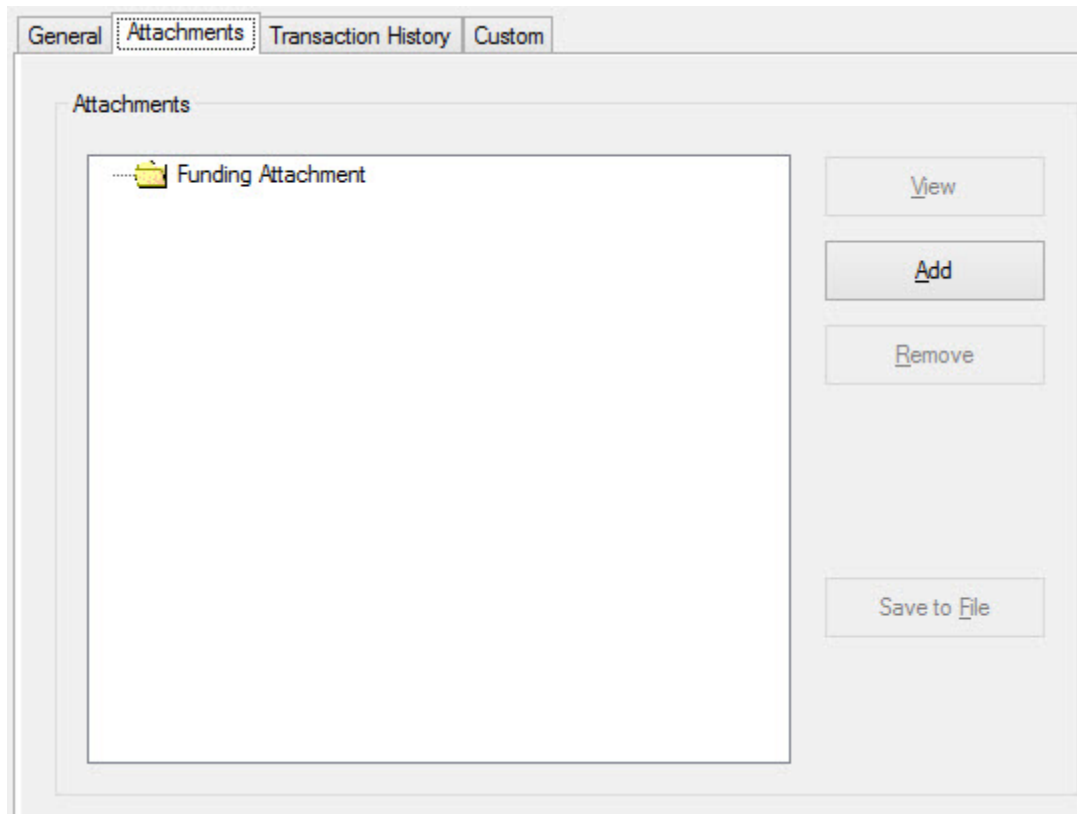 General Attachments Transaction History Custom
Attachments
Funding Attachment
View
Add
Remove
Save to File